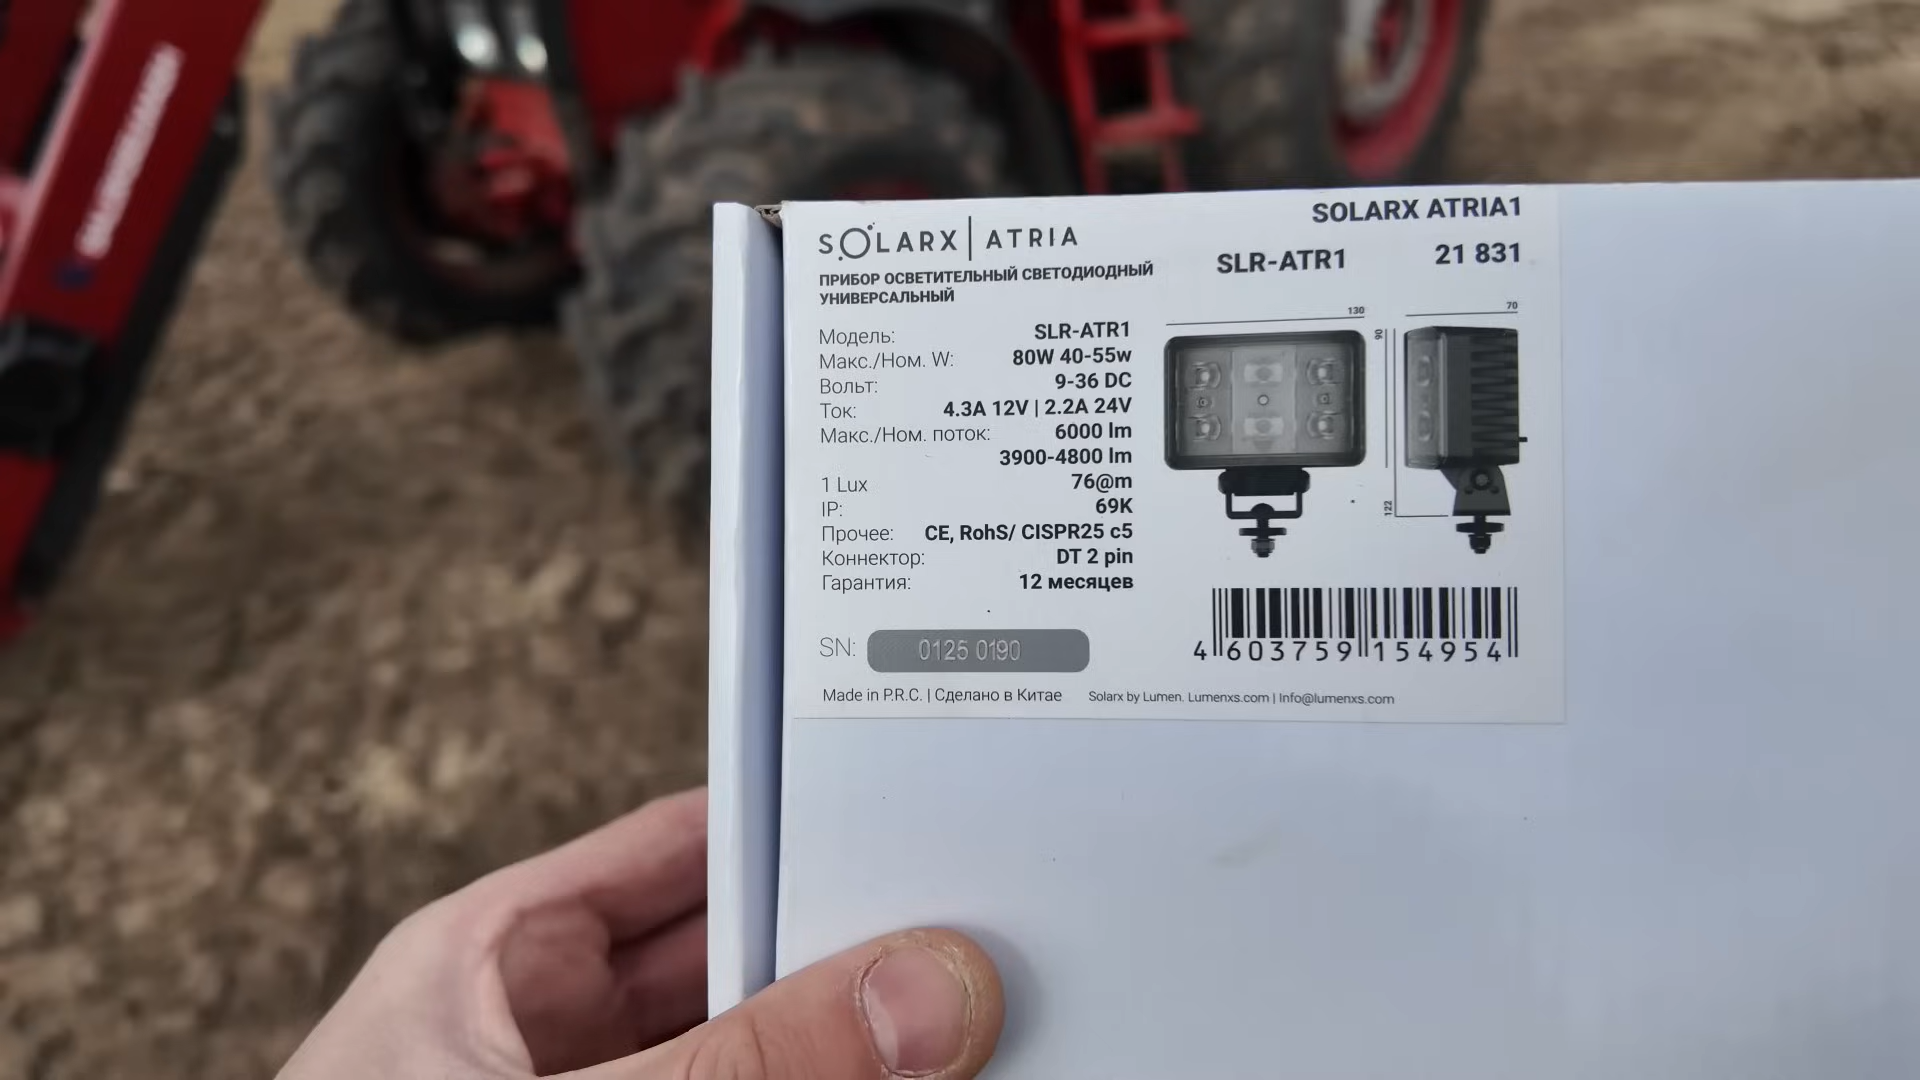 SOLARX | ATRIA
ПРИБОР ОСВЕТИТЕЛЬНЫЙ СВЕТОДИОДНЫЙ
УНИВЕРСАЛЬНЫЙ
Модель: SLR-ATR1
Макс./Ном. W: 80W 40-55w
Вольт: 9-36 DC
Ток: 4.3A 12V | 2.2A 24V
Макс./Ном. поток: 6000 lm
3900-4800 lm
1 Lux 76@m
IP: 69K
Прочее: CE, RohS/ CISPR25 c5
Коннектор: DT 2 pin
Гарантия: 12 месяцев
SN: 0125 0190
Made in P.R.C. | Сделано в Китае
Solarx by Lumen. Lumenxs.com | Info@lumenxs.com
SOLARX ATRIA1
SLR-ATR1 21 831
130
90
70
122
4 603759 154954